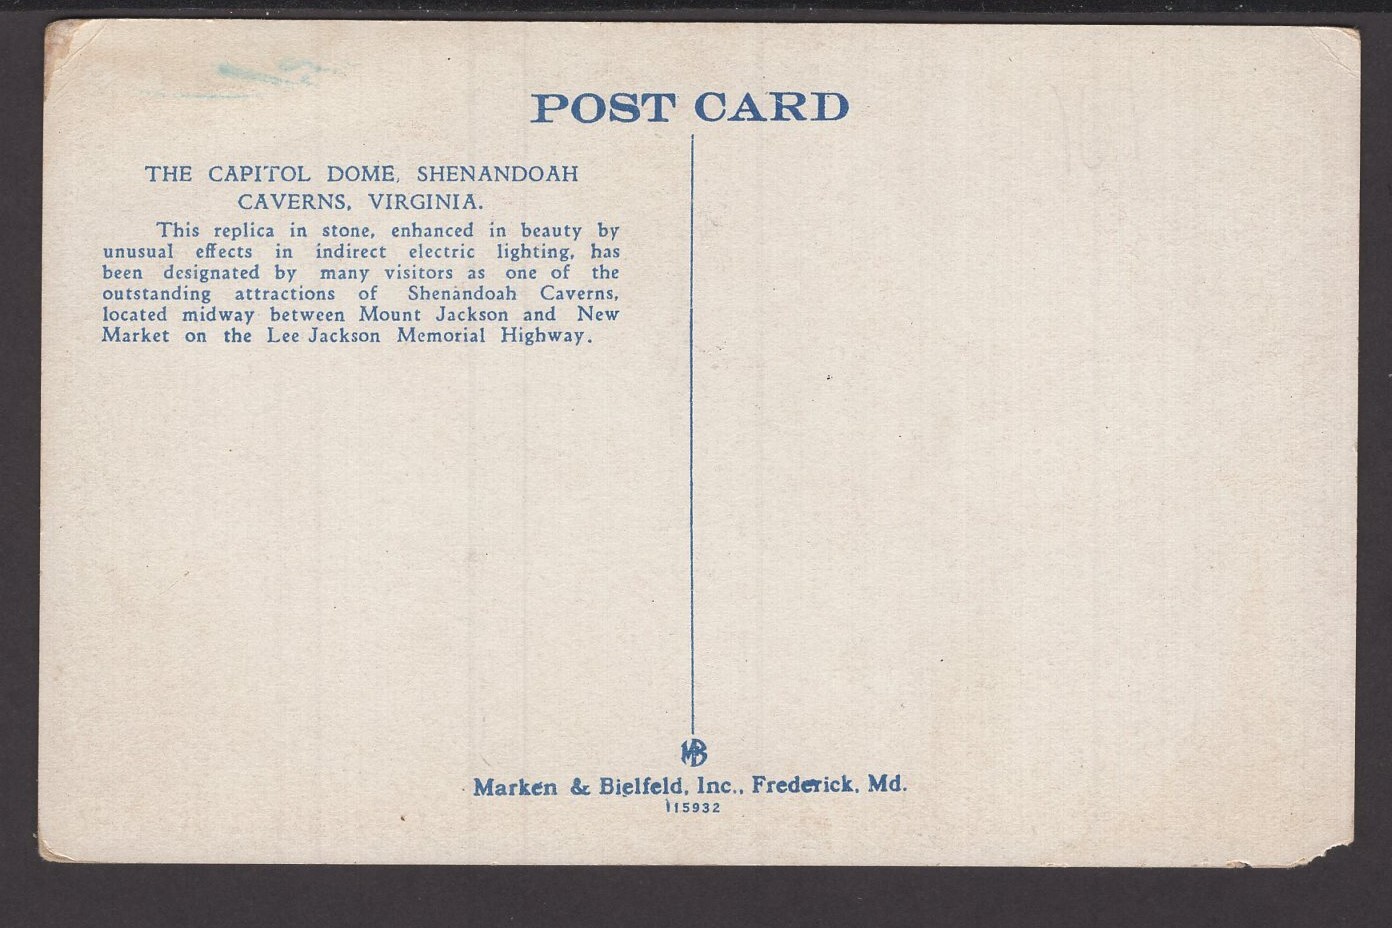 POST CARD
THE CAPITOL DOME, SHENANDOAH
CAVERNS, VIRGINIA.
This replica in stone, enhanced in beauty by
unusual effects in indirect electric lighting, has
been designated by many visitors as one of the
outstanding attractions of Shenandoah Caverns,
located midway between Mount Jackson and New
Market on the Lee Jackson Memorial Highway.
MB
Marken & Bielfeld, Inc., Frederick, Md.
115932